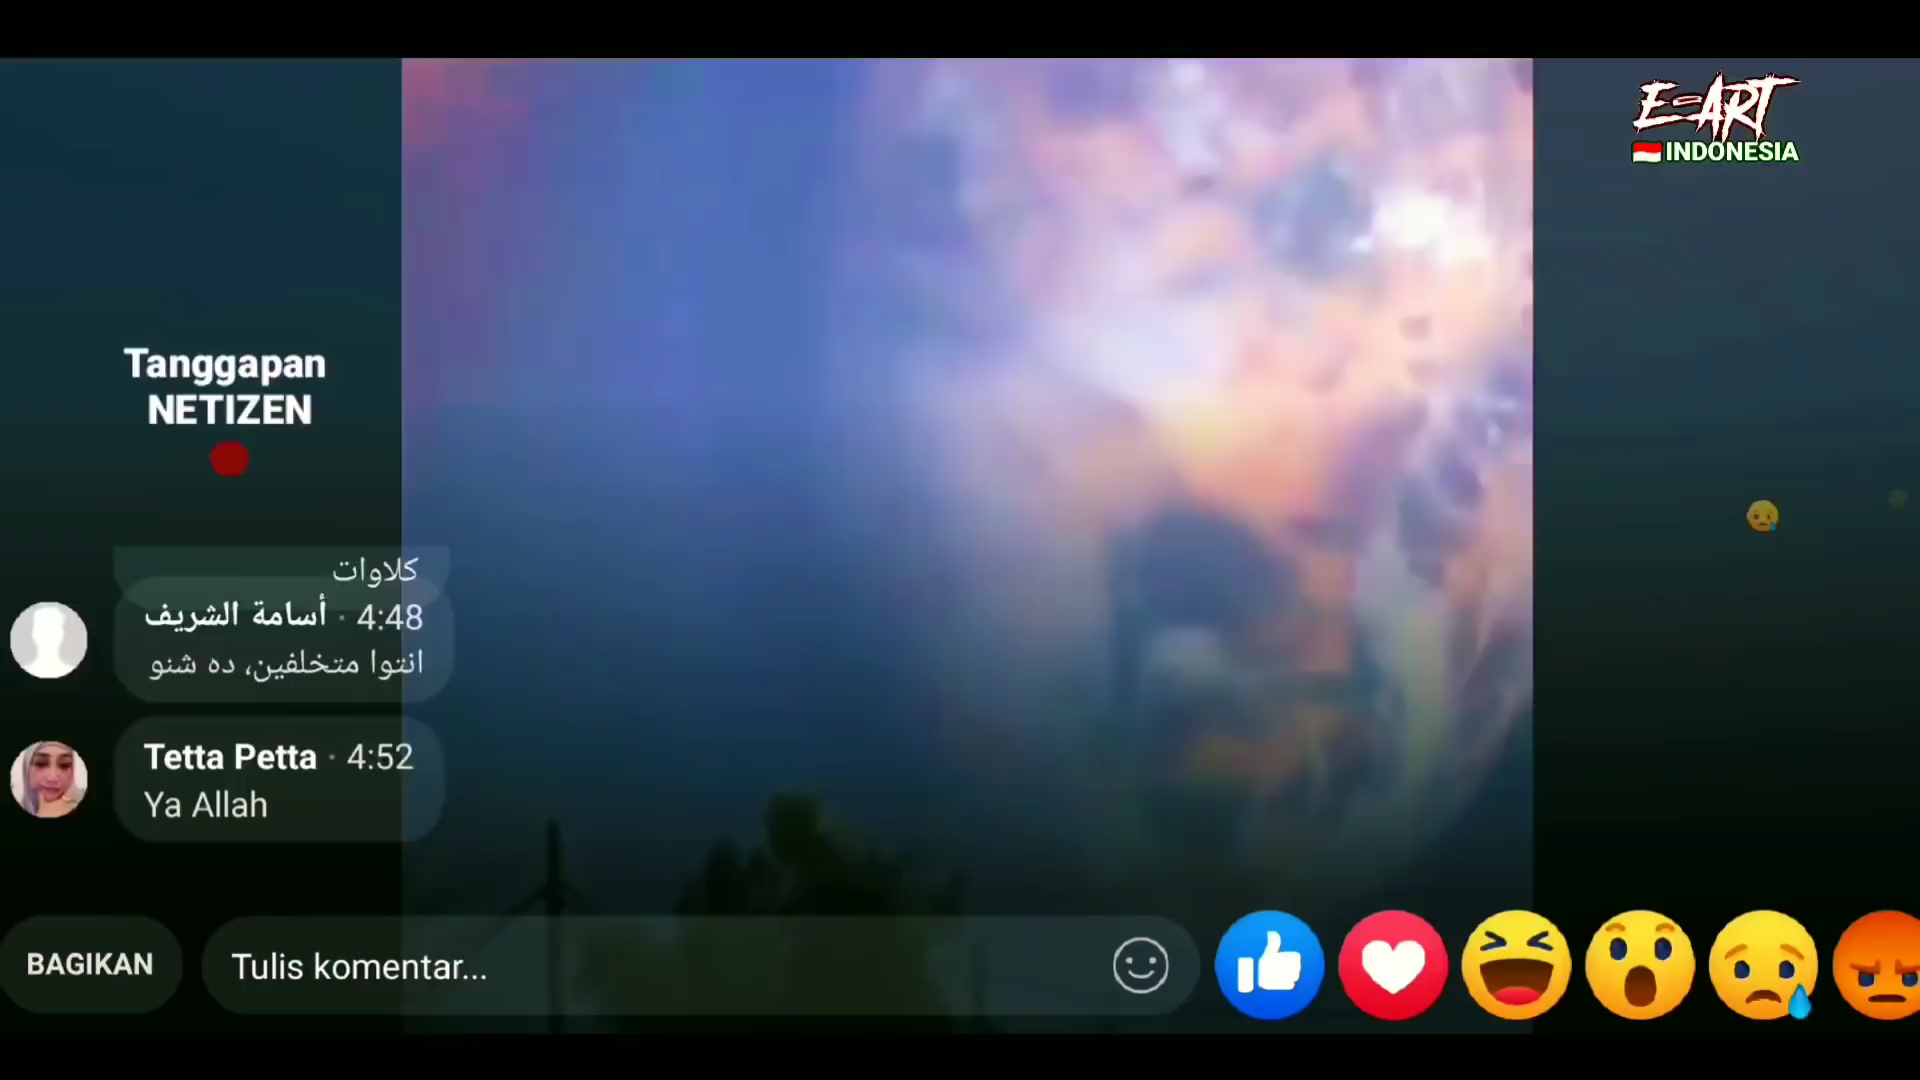 E=ART
INDONESIA
Tanggapan
NETIZEN
كلاوات
أسامة الشريف · 4:48
انتوا متخلفين، ده شنو
Tetta Petta · 4:52
Ya Allah
BAGIKAN
Tulis komentar...